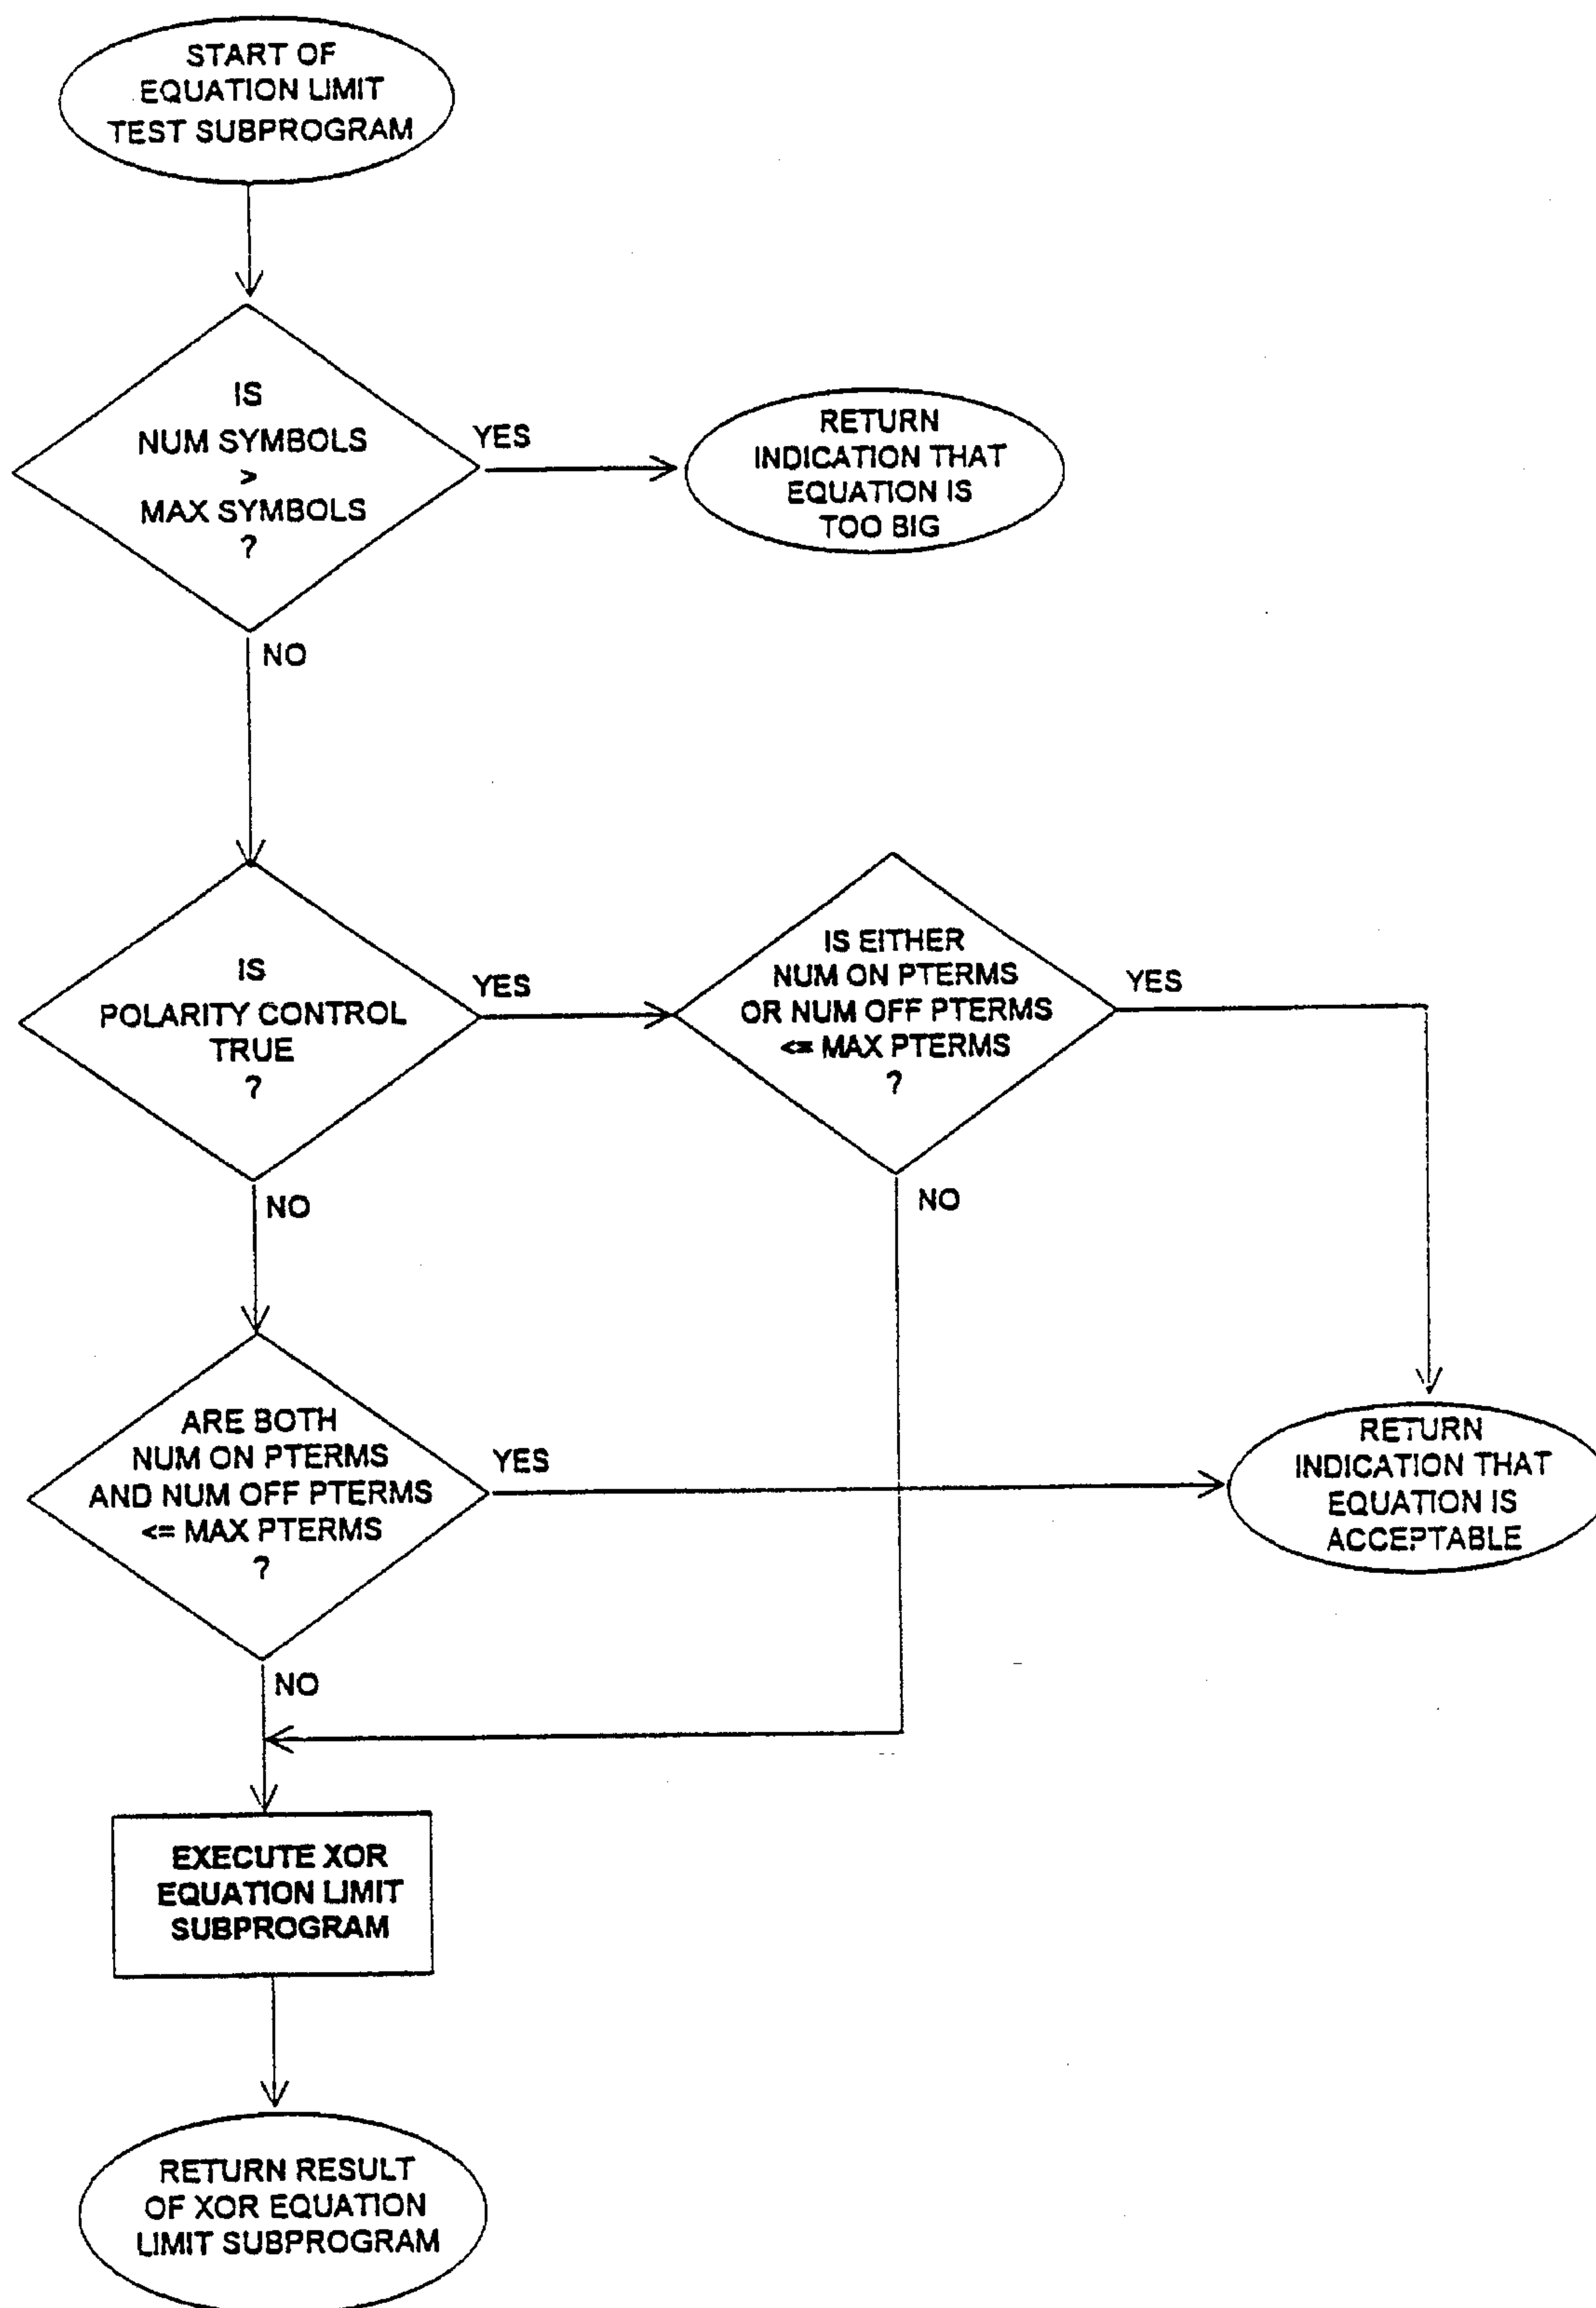 START OF
EQUATION LIMIT
TEST SUBPROGRAM
IS
NUM SYMBOLS
>
MAX SYMBOLS
?
YES
RETURN
INDICATION THAT
EQUATION IS
TOO BIG
NO
IS
POLARITY CONTROL
TRUE
?
YES
IS EITHER
NUM ON PTERMS
OR NUM OFF PTERMS
<= MAX PTERMS
?
YES
NO
NO
ARE BOTH
NUM ON PTERMS
AND NUM OFF PTERMS
<= MAX PTERMS
?
YES
RETURN
INDICATION THAT
EQUATION IS
ACCEPTABLE
NO
EXECUTE XOR
EQUATION LIMIT
SUBPROGRAM
RETURN RESULT
OF XOR EQUATION
LIMIT SUBPROGRAM